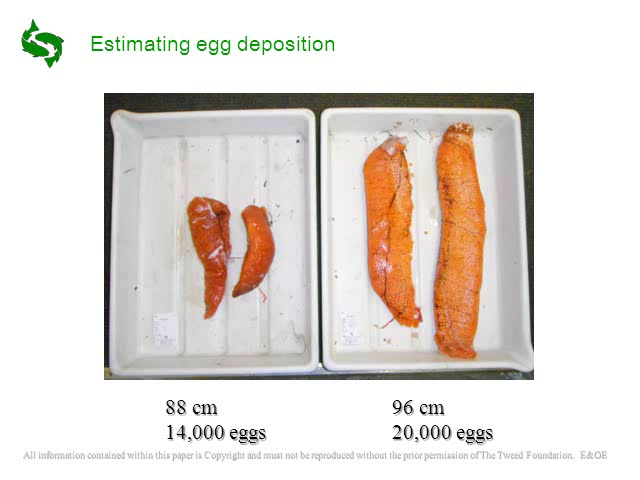 Estimating egg deposition
88 cm
14,000 eggs
96 cm
20,000 eggs
All information contained within this paper is Copyright and must not be reproduced without the prior permission of The Tweed Foundation. E&OE